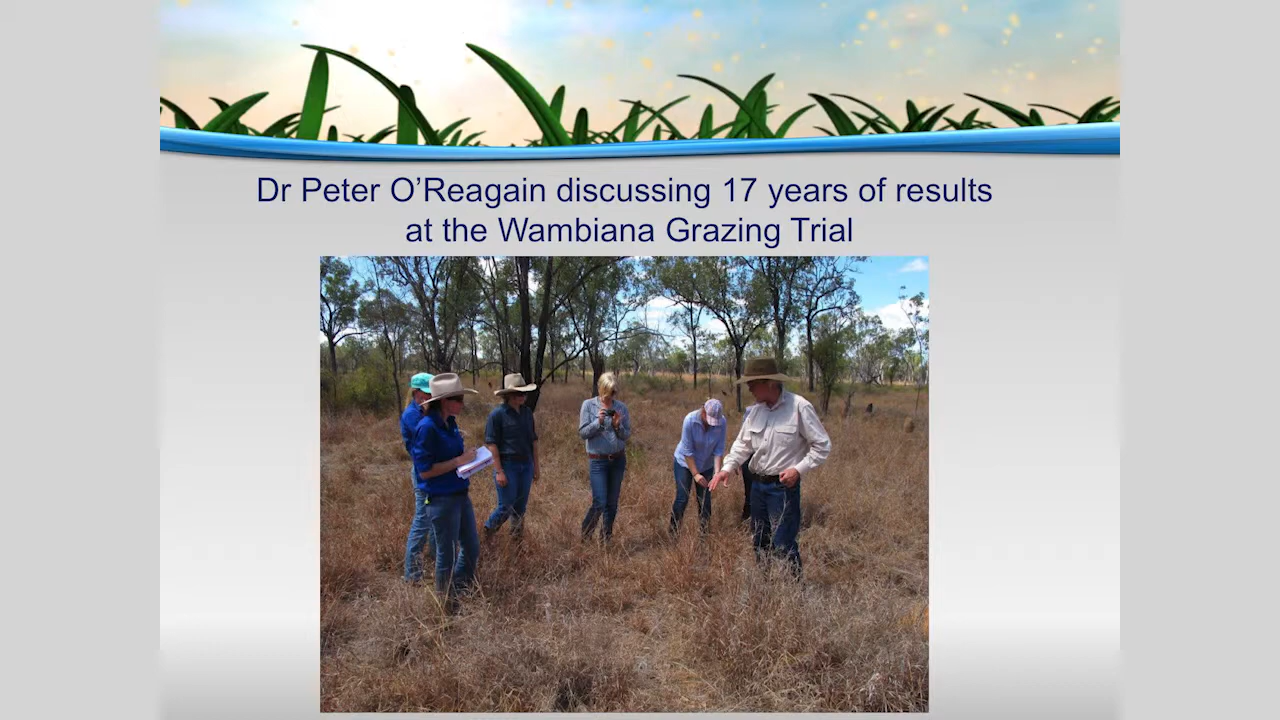 Dr Peter O’Reagain discussing 17 years of results
at the Wambiana Grazing Trial